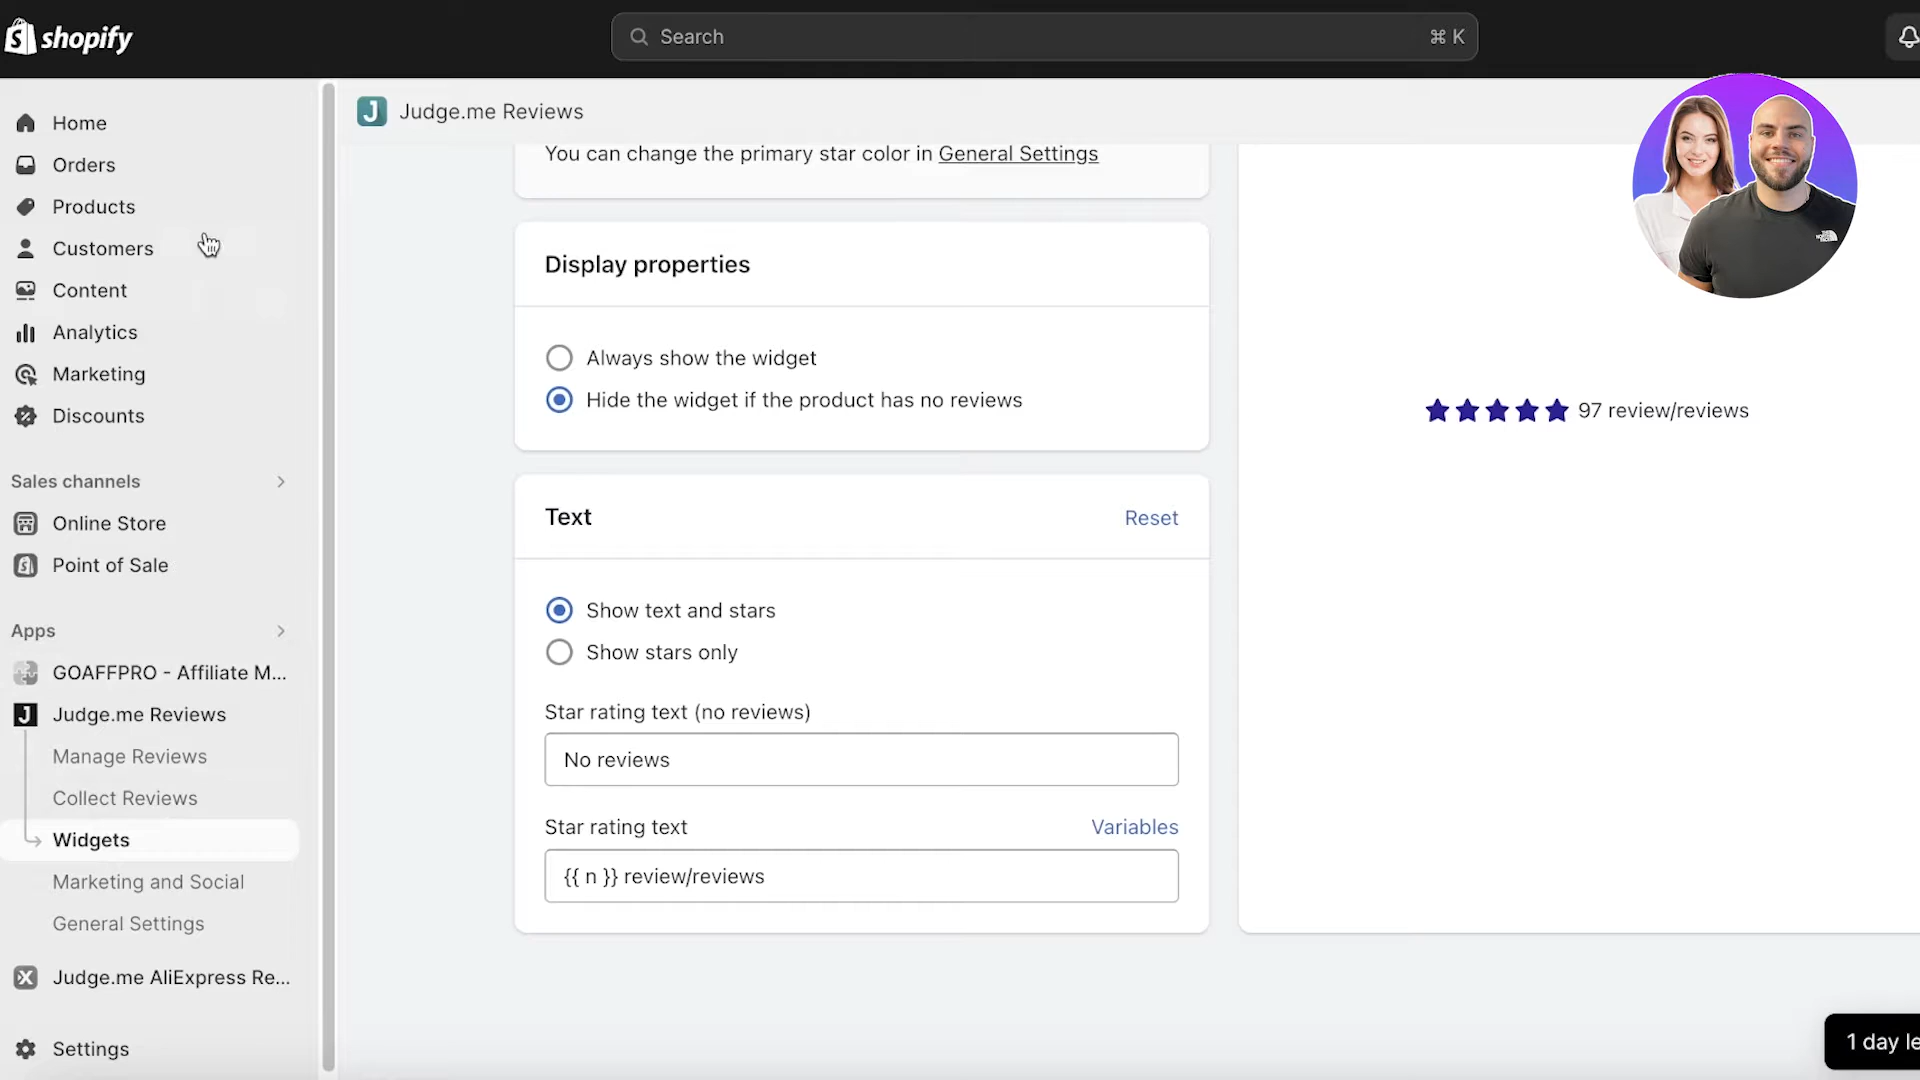 shopify
Search
⌘ K
Home
Orders
Products
Customers
Content
Analytics
Marketing
Discounts
Sales channels
Online Store
Point of Sale
Apps
GOAFFPRO - Affiliate M...
Judge.me Reviews
Manage Reviews
Collect Reviews
Widgets
Marketing and Social
General Settings
Judge.me AliExpress Re...
Settings
J Judge.me Reviews
You can change the primary star color in General Settings
Display properties
Always show the widget
Hide the widget if the product has no reviews
Text
Reset
Show text and stars
Show stars only
Star rating text (no reviews)
No reviews
Star rating text
Variables
{{ n }} review/reviews
97 review/reviews
1 day le